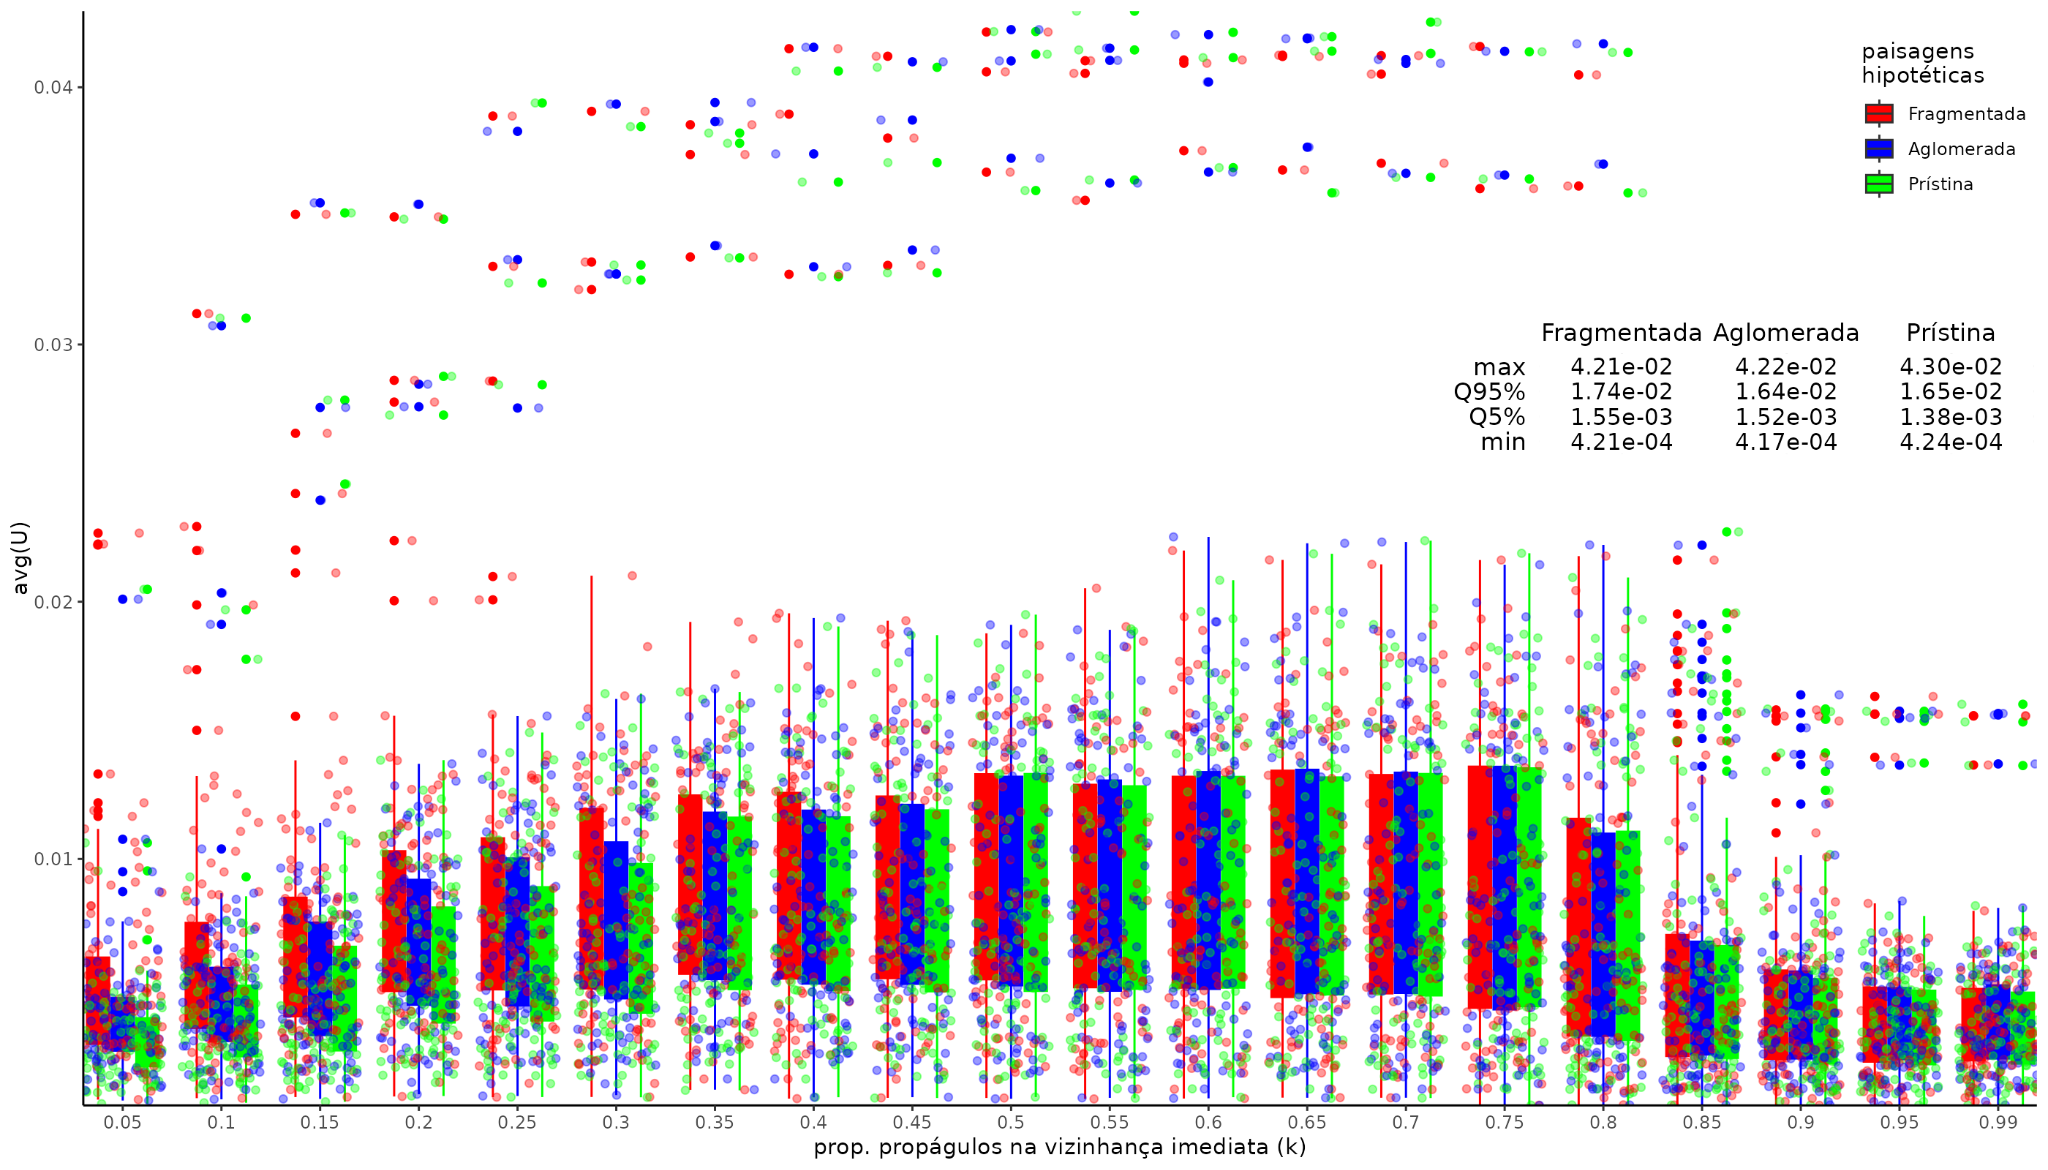 paisagens
hipotéticas
Fragmentada
Aglomerada
Prístina
0.04
0.03
0.02
0.01
avg(U)
Fragmentada Aglomerada Prístina
max 4.21e-02 4.22e-02 4.30e-02
Q95% 1.74e-02 1.64e-02 1.65e-02
Q5% 1.55e-03 1.52e-03 1.38e-03
min 4.21e-04 4.17e-04 4.24e-04
0.05 0.1 0.15 0.2 0.25 0.3 0.35 0.4 0.45 0.5 0.55 0.6 0.65 0.7 0.75 0.8 0.85 0.9 0.95 0.99
prop. propágulos na vizinhança imediata (k)